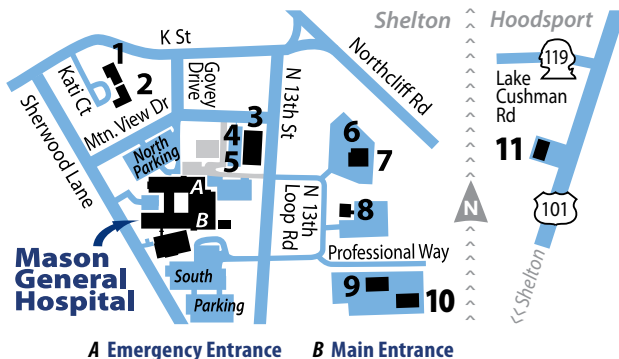 Shelton
Hoodsport
K St
1
2
Kati Ct
Govey
Drive
N 13th St
Northcliff Rd
119
Lake
Cushman
Rd
Mtn. View Dr
3
4
5
6
7
11
Sherwood Lane
North
Parking
A
B
N 13th
Loop Rd
8
N
101
Mason
General
Hospital
Professional Way
South
Parking
9
10
<< Shelton
A Emergency Entrance B Main Entrance